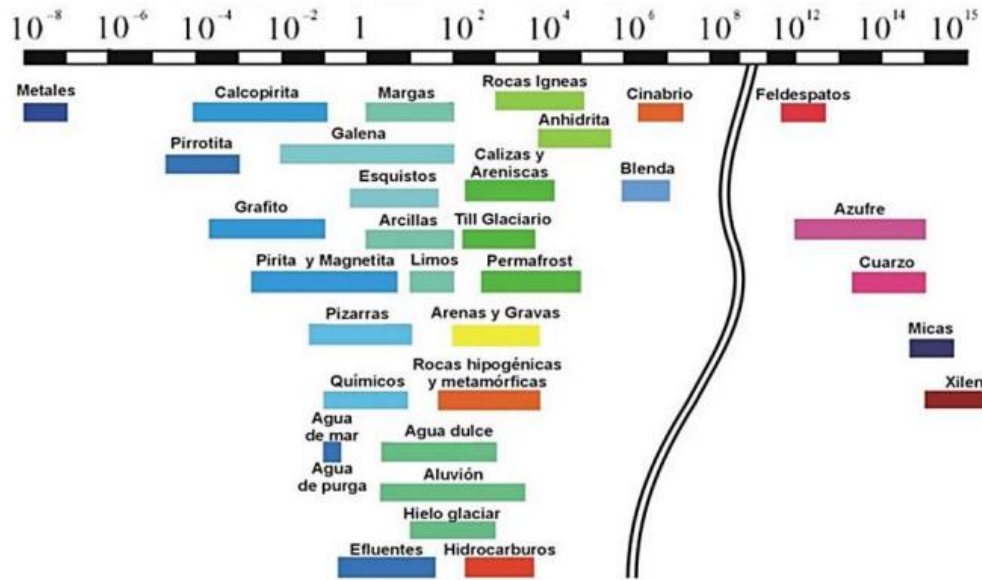 10⁻⁸ 10⁻⁶ 10⁻⁴ 10⁻² 1 10² 10⁴ 10⁶ 10⁸ 10¹² 10¹⁴ 10¹⁵
Metales
Calcopirita
Margas
Rocas Igneas
Cinabrio
Feldespatos
Anhidrita
Galena
Pirrotita
Calizas y
Areniscas
Blenda
Esquistos
Grafito
Arcillas
Till Glaciario
Azufre
Pirita y Magnetita
Limos
Permafrost
Cuarzo
Pizarras
Arenas y Gravas
Micas
Rocas hipogénicas
y metamórficas
Químicos
Xilen
Agua
de mar
Agua dulce
Agua
de purga
Aluvión
Hielo glaciar
Efluentes
Hidrocarburos